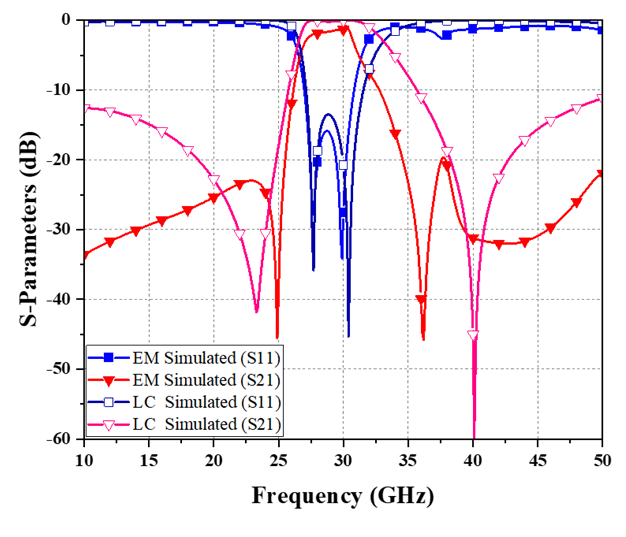 0
-10
-20
-30
-40
-50
-60
S-Parameters (dB)
EM Simulated (S11)
EM Simulated (S21)
LC Simulated (S11)
LC Simulated (S21)
10 15 20 25 30 35 40 45 50
Frequency (GHz)